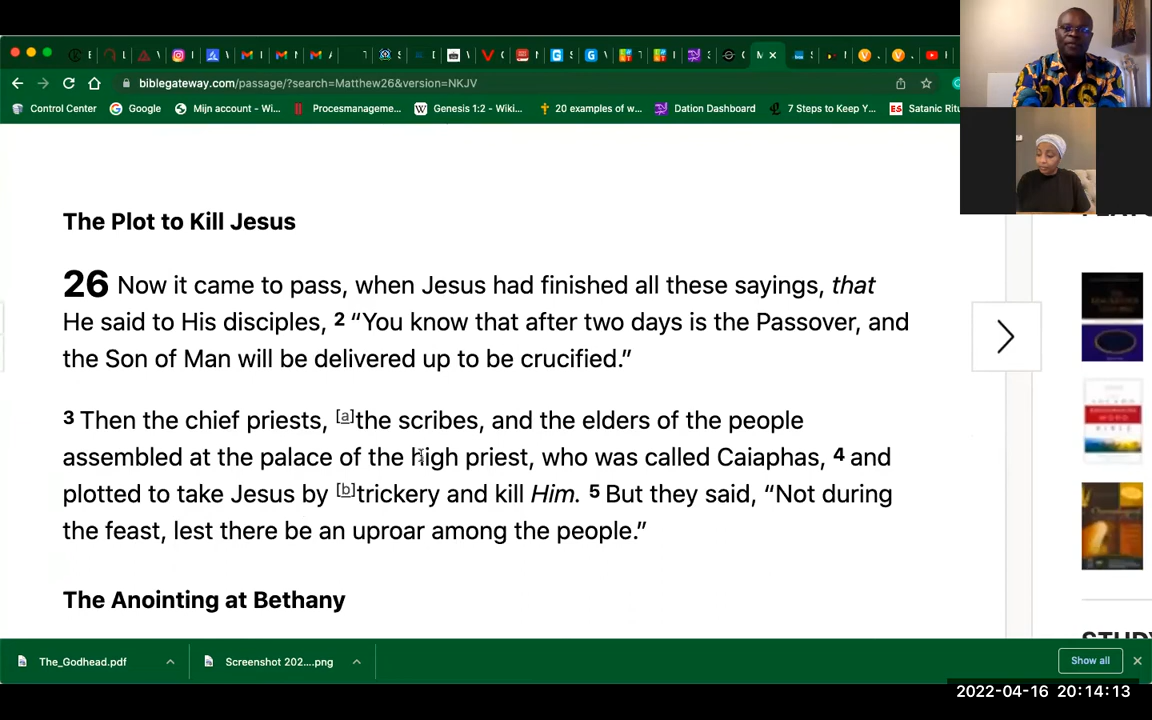 biblegateway.com/passage/?search=Matthew26&version=NKJV
Control Center Google Mijn account - Wi... Procesmanageme... Genesis 1:2 - Wiki... 20 examples of w... Dation Dashboard 7 Steps to Keep Y... Satanic Ritu
The Plot to Kill Jesus
26 Now it came to pass, when Jesus had finished all these sayings, that
He said to His disciples, 2 “You know that after two days is the Passover, and
the Son of Man will be delivered up to be crucified.”
3 Then the chief priests, [a]the scribes, and the elders of the people
assembled at the palace of the high priest, who was called Caiaphas, 4 and
plotted to take Jesus by [b]trickery and kill Him. 5 But they said, “Not during
the feast, lest there be an uproar among the people.”
The Anointing at Bethany
The_Godhead.pdf Screenshot 202....png Show all
2022-04-16 20:14:13